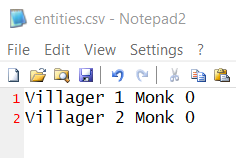 entities.csv - Notepad2
File Edit View Settings ?
1 Villager 1 Monk 0
2 Villager 2 Monk 0